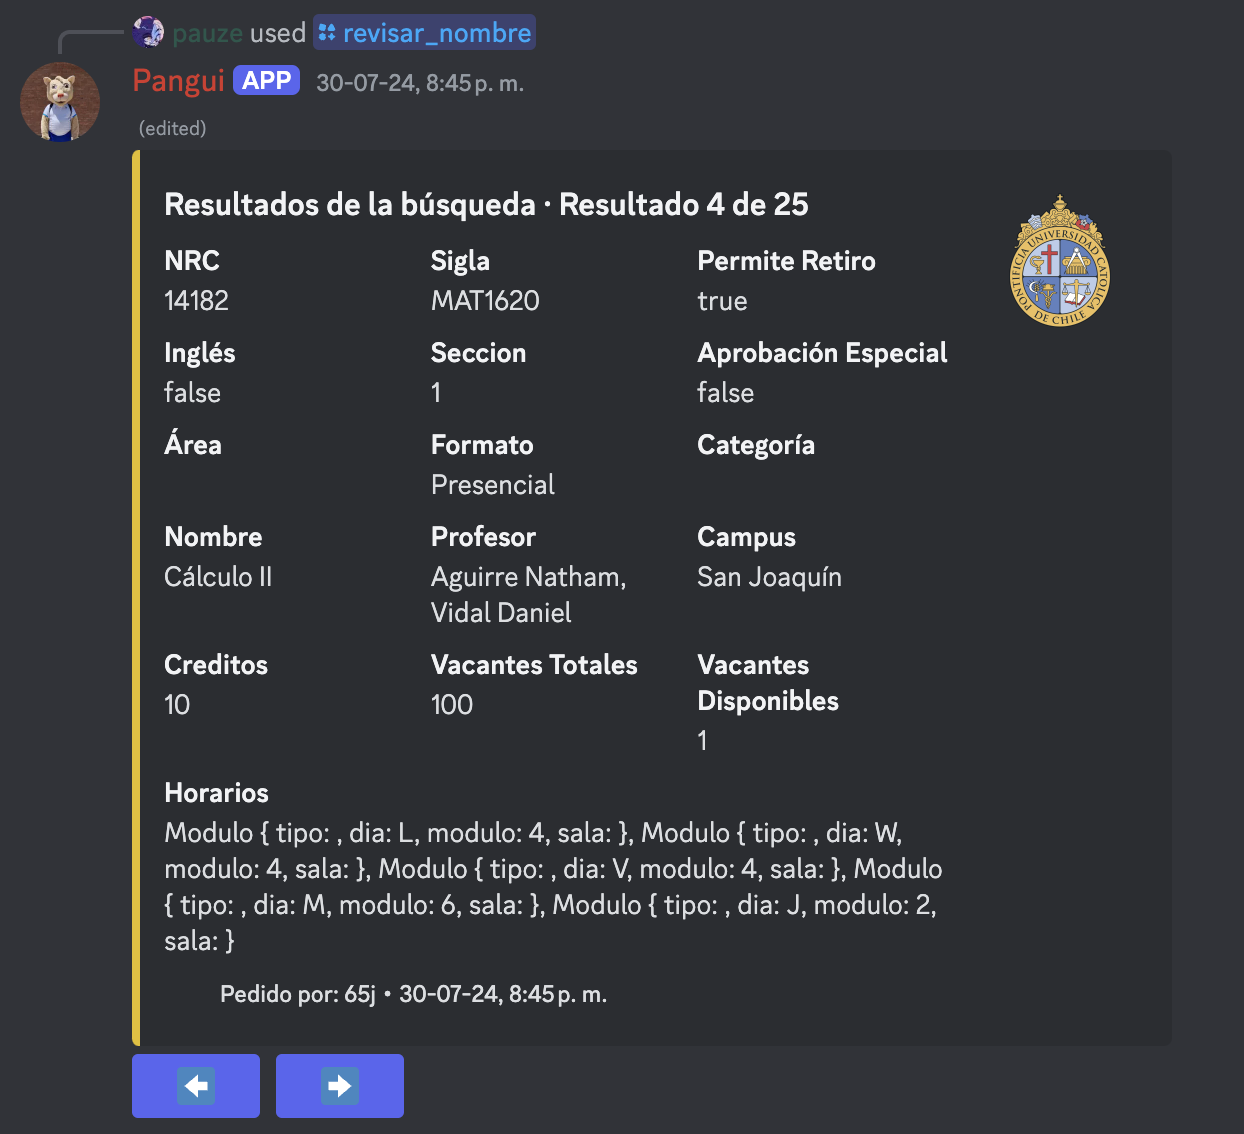 pauze used revisar_nombre
Pangui APP 30-07-24, 8:45 p. m.
(edited)
Resultados de la búsqueda · Resultado 4 de 25
NRC Sigla Permite Retiro
14182 MAT1620 true
Inglés Seccion Aprobación Especial
false 1 false
Área Formato Categoría
Presencial
Nombre Profesor Campus
Cálculo II Aguirre Natham, San Joaquín
Vidal Daniel
Creditos Vacantes Totales Vacantes
Disponibles
10 100
1
Horarios
Modulo { tipo: , dia: L, modulo: 4, sala: }, Modulo { tipo: , dia: W,
modulo: 4, sala: }, Modulo { tipo: , dia: V, modulo: 4, sala: }, Modulo
{ tipo: , dia: M, modulo: 6, sala: }, Modulo { tipo: , dia: J, modulo: 2,
sala: }
Pedido por: 65j • 30-07-24, 8:45 p. m.
PONTIFICIA UNIVERSIDAD CATOLICA DE CHILE